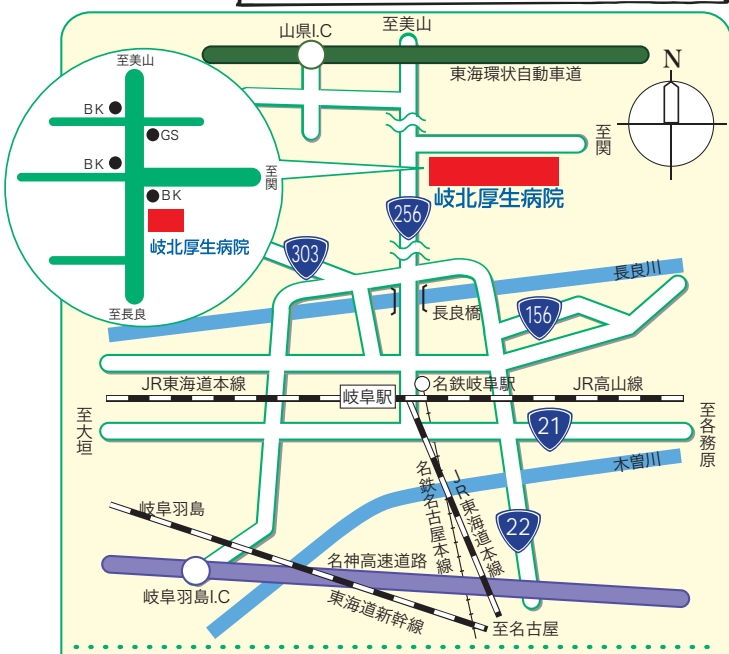 山県I.C
至美山
東海環状自動車道
N
至関
岐北厚生病院
256
至美山
BK
GS
BK
至関
BK
岐北厚生病院
至長良
303
長良川
長良橋
156
JR東海道本線
岐阜駅
名鉄岐阜駅
JR高山線
至大垣
21
至各務原
木曽川
名鉄名古屋本線
JR東海道本線
22
岐阜羽島
名神高速道路
岐阜羽島I.C
東海道新幹線
至名古屋